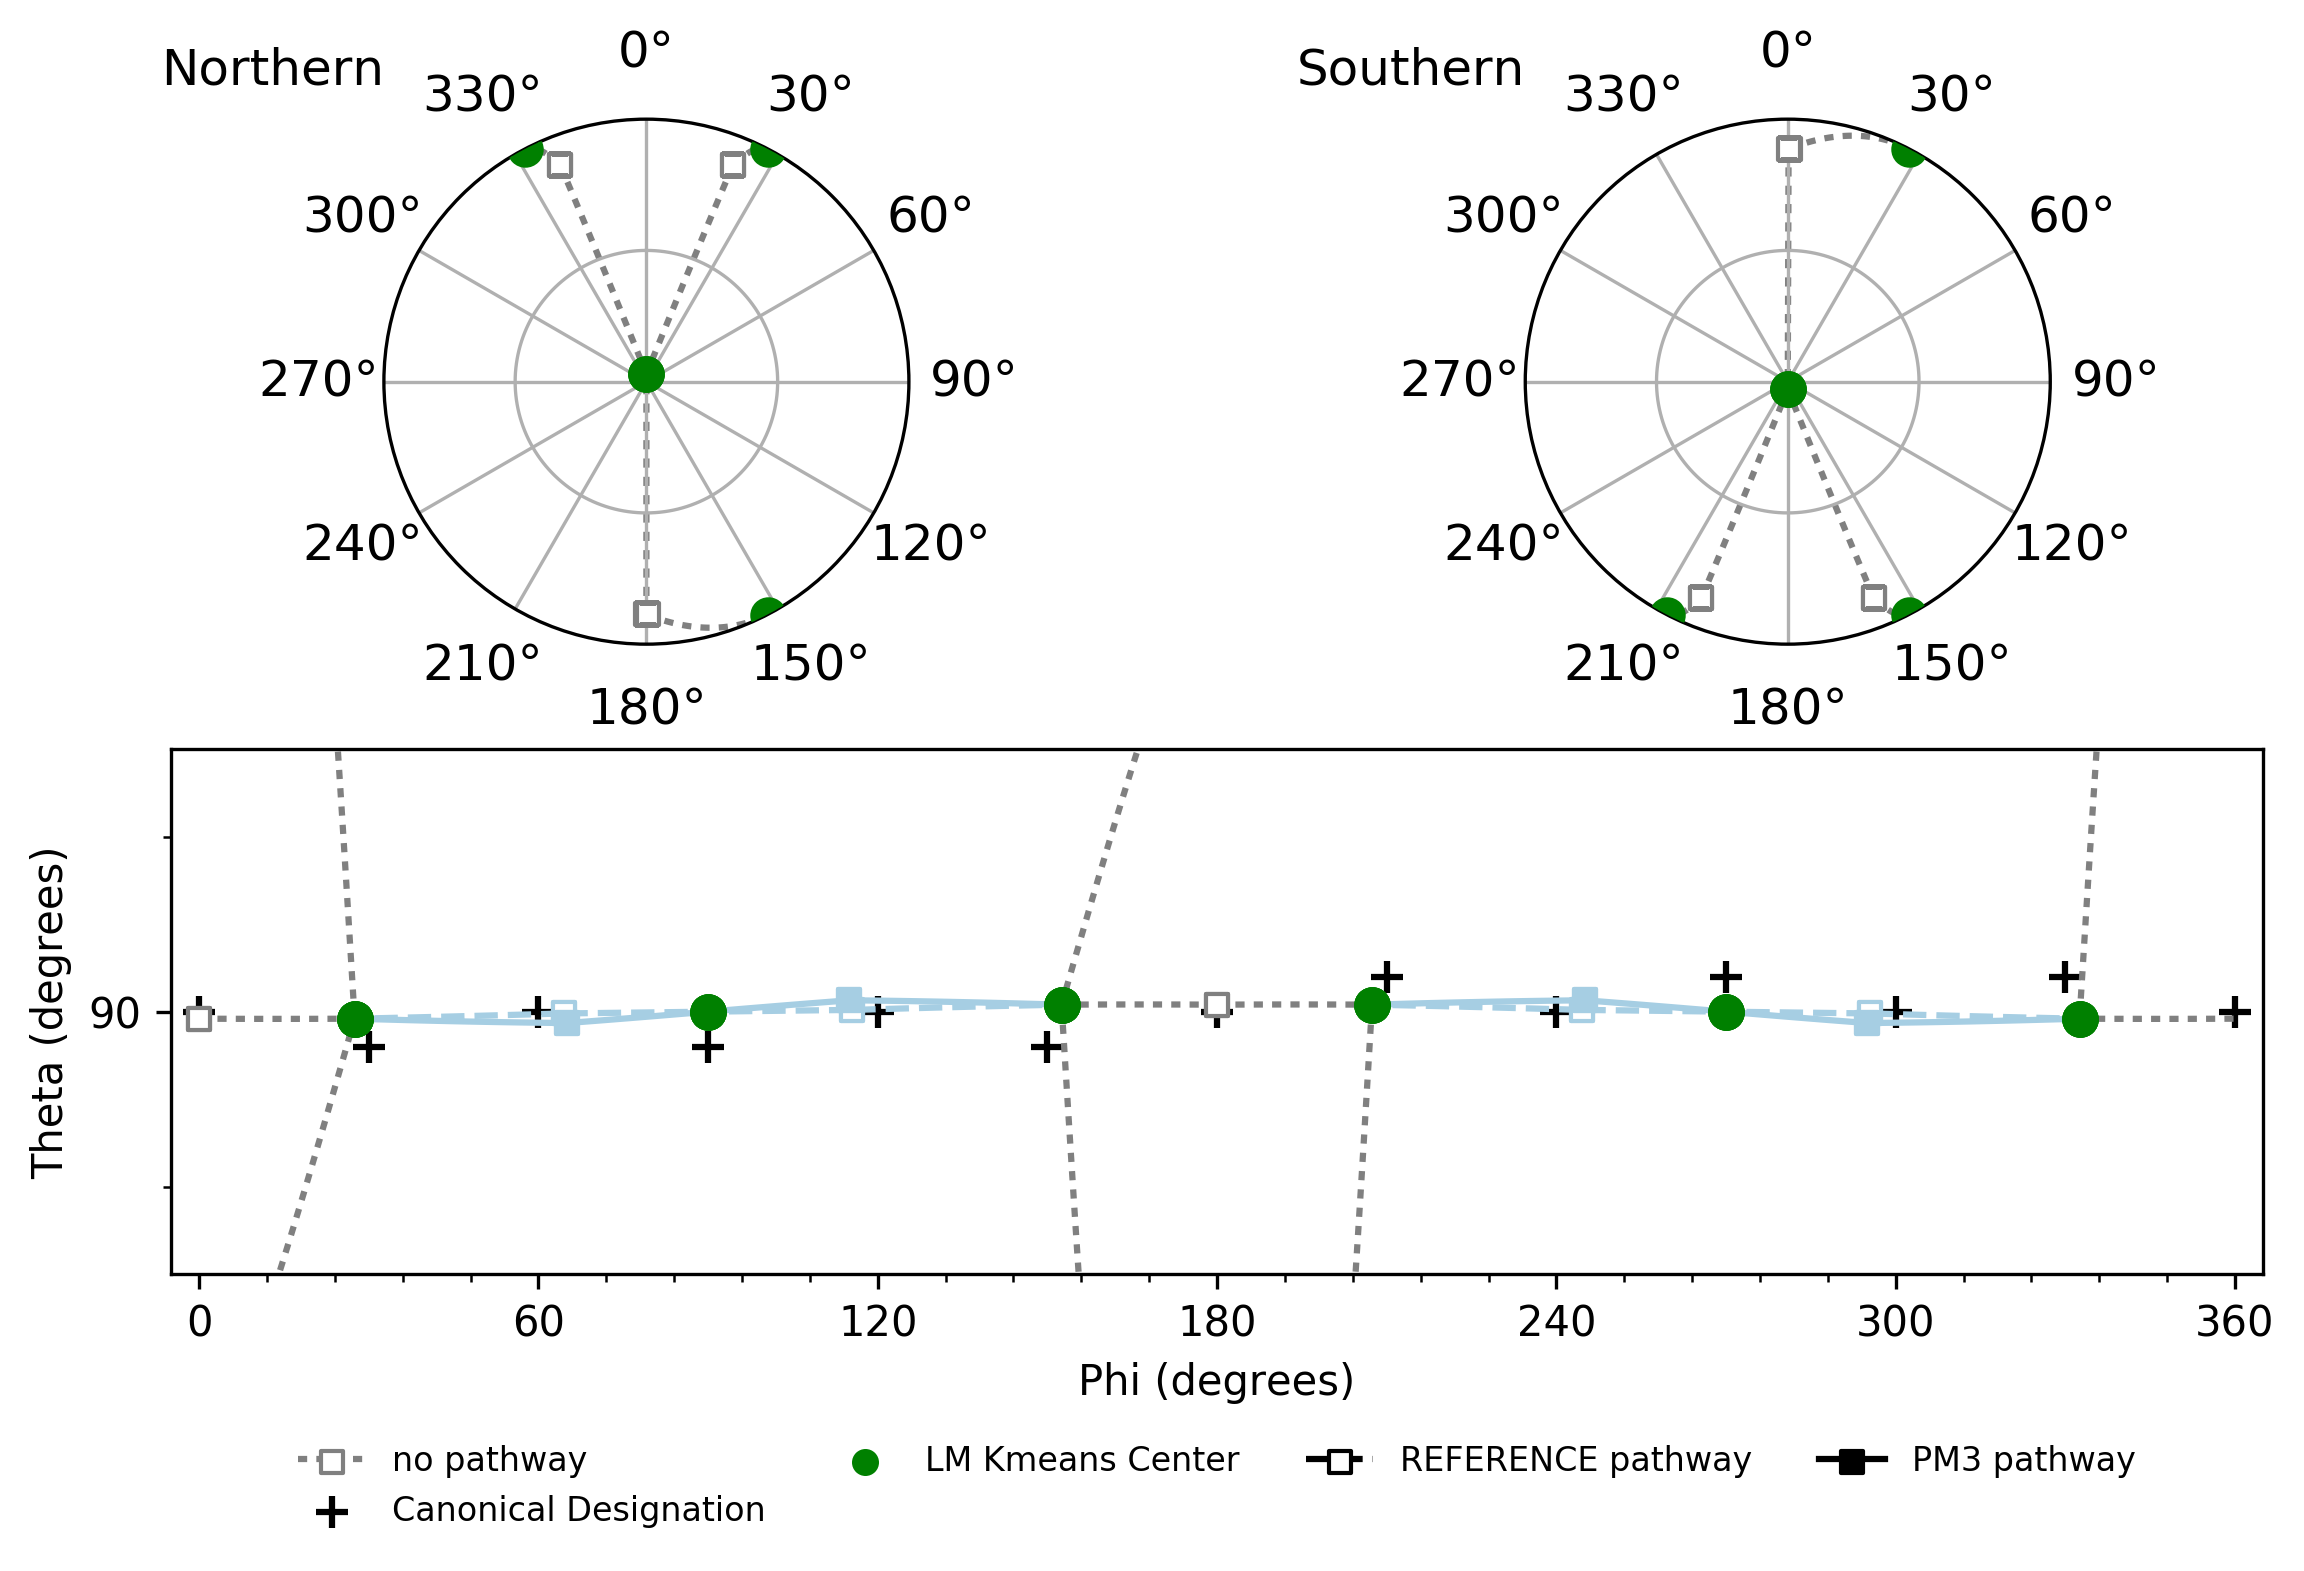 Northern
0°
330°
30°
300°
60°
270°
90°
240°
120°
210°
150°
180°
Southern
0°
330°
30°
300°
60°
270°
90°
240°
120°
210°
150°
180°
Theta (degrees)
90
0 60 120 180 240 300 360
Phi (degrees)
no pathway
Canonical Designation
LM Kmeans Center
REFERENCE pathway
PM3 pathway